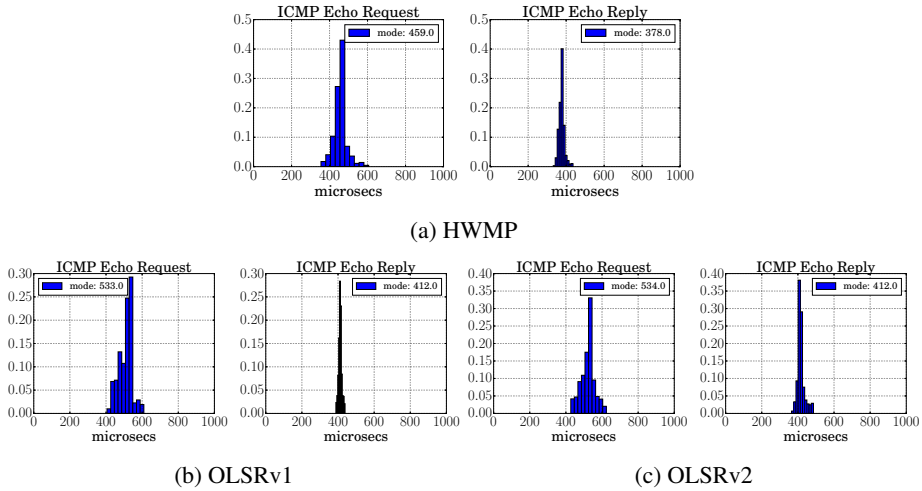 ICMP Echo Request
mode: 459.0
0.5
0.4
0.3
0.2
0.1
0.0
0 200 400 600 800 1000
microsecs
ICMP Echo Reply
mode: 378.0
0.5
0.4
0.3
0.2
0.1
0.0
0 200 400 600 800 1000
microsecs
(a) HWMP
ICMP Echo Request
mode: 533.0
0.30
0.25
0.20
0.15
0.10
0.05
0.00
0 200 400 600 800 1000
microsecs
ICMP Echo Reply
mode: 412.0
0.30
0.25
0.20
0.15
0.10
0.05
0.00
0 200 400 600 800 1000
microsecs
(b) OLSRv1
ICMP Echo Request
mode: 534.0
0.40
0.35
0.30
0.25
0.20
0.15
0.10
0.05
0.00
0 200 400 600 800 1000
microsecs
ICMP Echo Reply
mode: 412.0
0.40
0.35
0.30
0.25
0.20
0.15
0.10
0.05
0.00
0 200 400 600 800 1000
microsecs
(c) OLSRv2